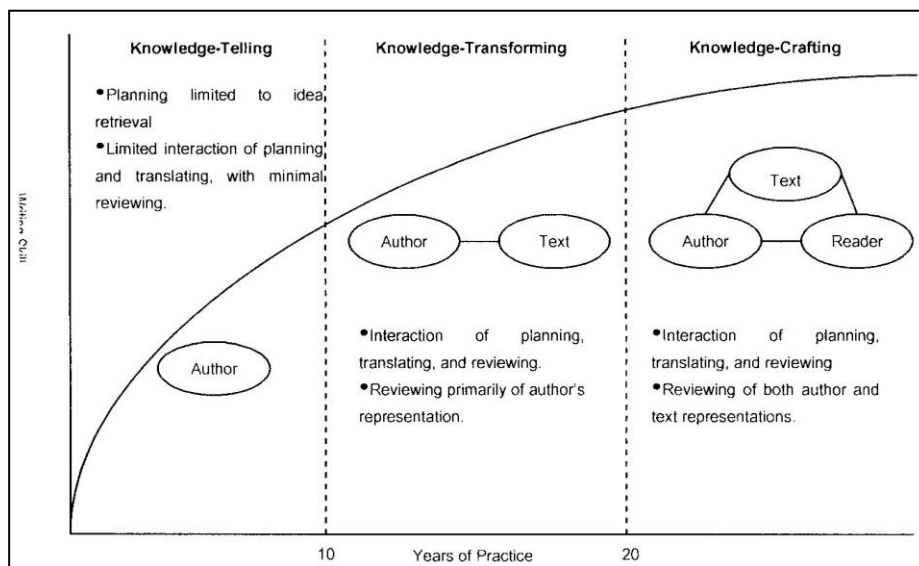 Knowledge-Telling
•Planning limited to idea
retrieval
•Limited interaction of planning
and translating, with minimal
reviewing.
Author
Knowledge-Transforming
Author
Text
•Interaction of planning,
translating, and reviewing.
•Reviewing primarily of author's
representation.
Knowledge-Crafting
Text
Author
Reader
•Interaction of planning,
translating, and reviewing
•Reviewing of both author and
text representations.
10
Years of Practice
20